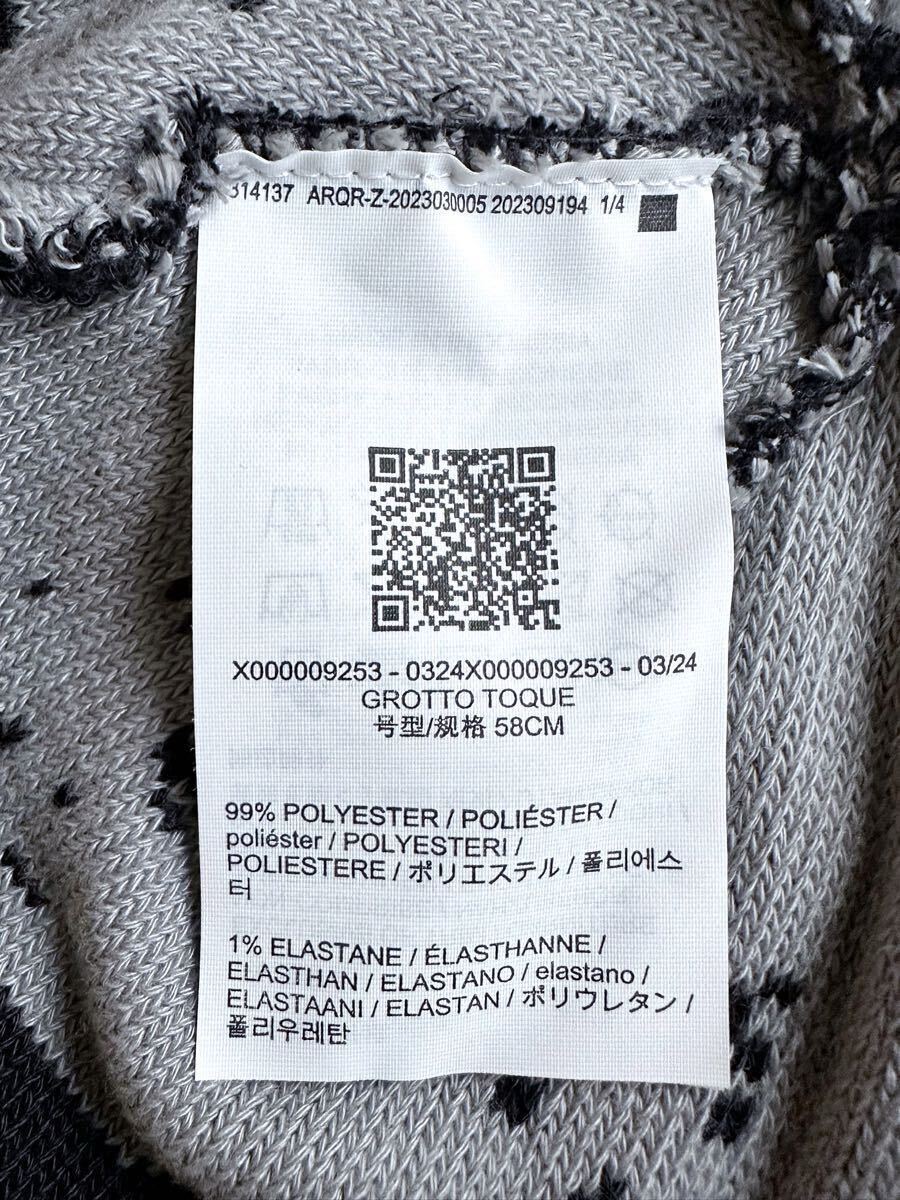 314137 ARQR-Z-2023030005 202309194 1/4
X000009253 - 0324X000009253 - 03/24
GROTTO TOQUE
号型/规格 58CM
99% POLYESTER / POLIÉSTER /
poliéster / POLYESTERI /
POLIESTERE / ポリエステル / 폴리에스
터
1% ELASTANE / ÉLASTHANNE /
ELASTHAN / ELASTANO / elastano /
ELASTAANI / ELASTAN / ポリウレタン /
폴리우레탄